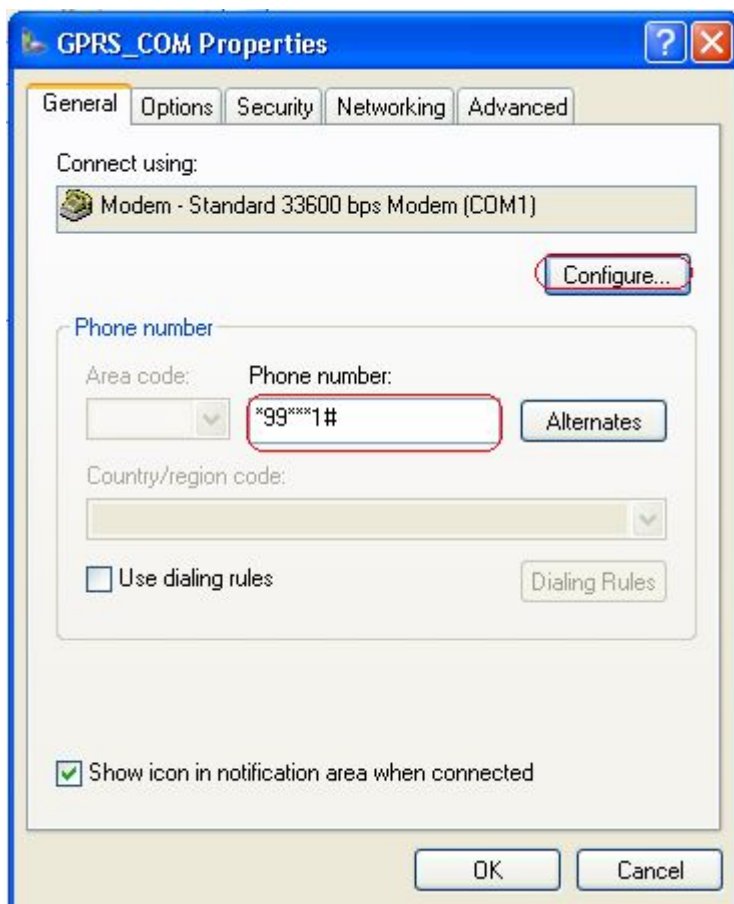 GPRS_COM Properties
General Options Security Networking Advanced
Connect using:
Modem - Standard 33600 bps Modem (COM1)
Configure...
Phone number
Area code: Phone number:
*99***1# Alternates
Country/region code:
Use dialing rules Dialing Rules
Show icon in notification area when connected
OK Cancel